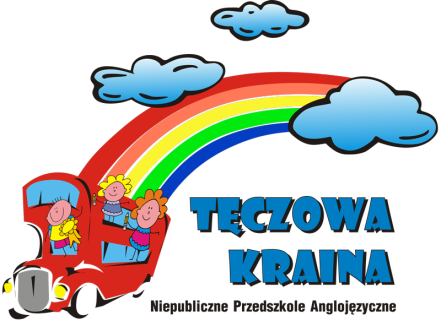 TĘCZOWA
KRAINA
Niepubliczne Przedszkole Anglojęzyczne